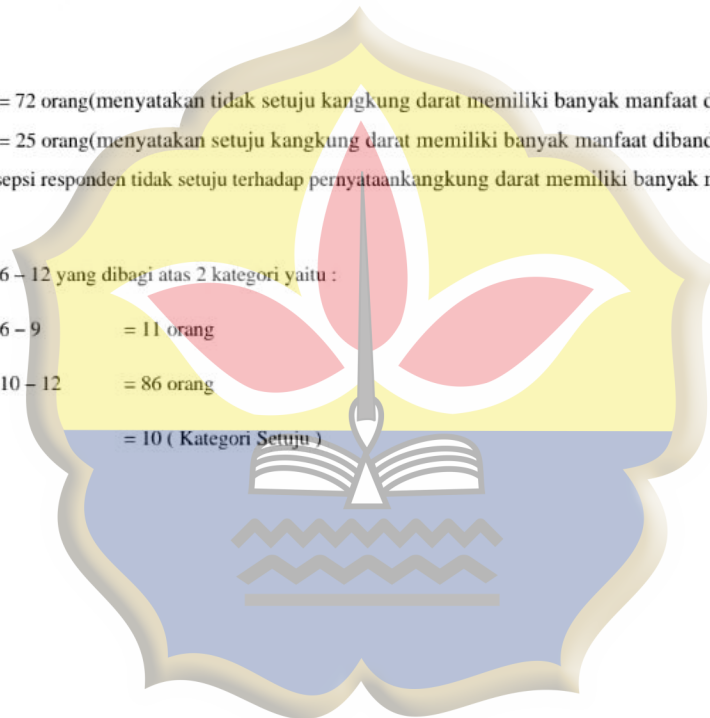 = 72 orang(menyatakan tidak setuju kangkung darat memiliki banyak manfaat
= 25 orang(menyatakan setuju kangkung darat memiliki banyak manfaat
responden tidak setuju terhadap pernyataankangkung darat memiliki banyak
6 – 12 yang dibagi atas 2 kategori yaitu :
6 – 9 = 11 orang
10 – 12 = 86 orang
= 10 ( Kategori Setuju )